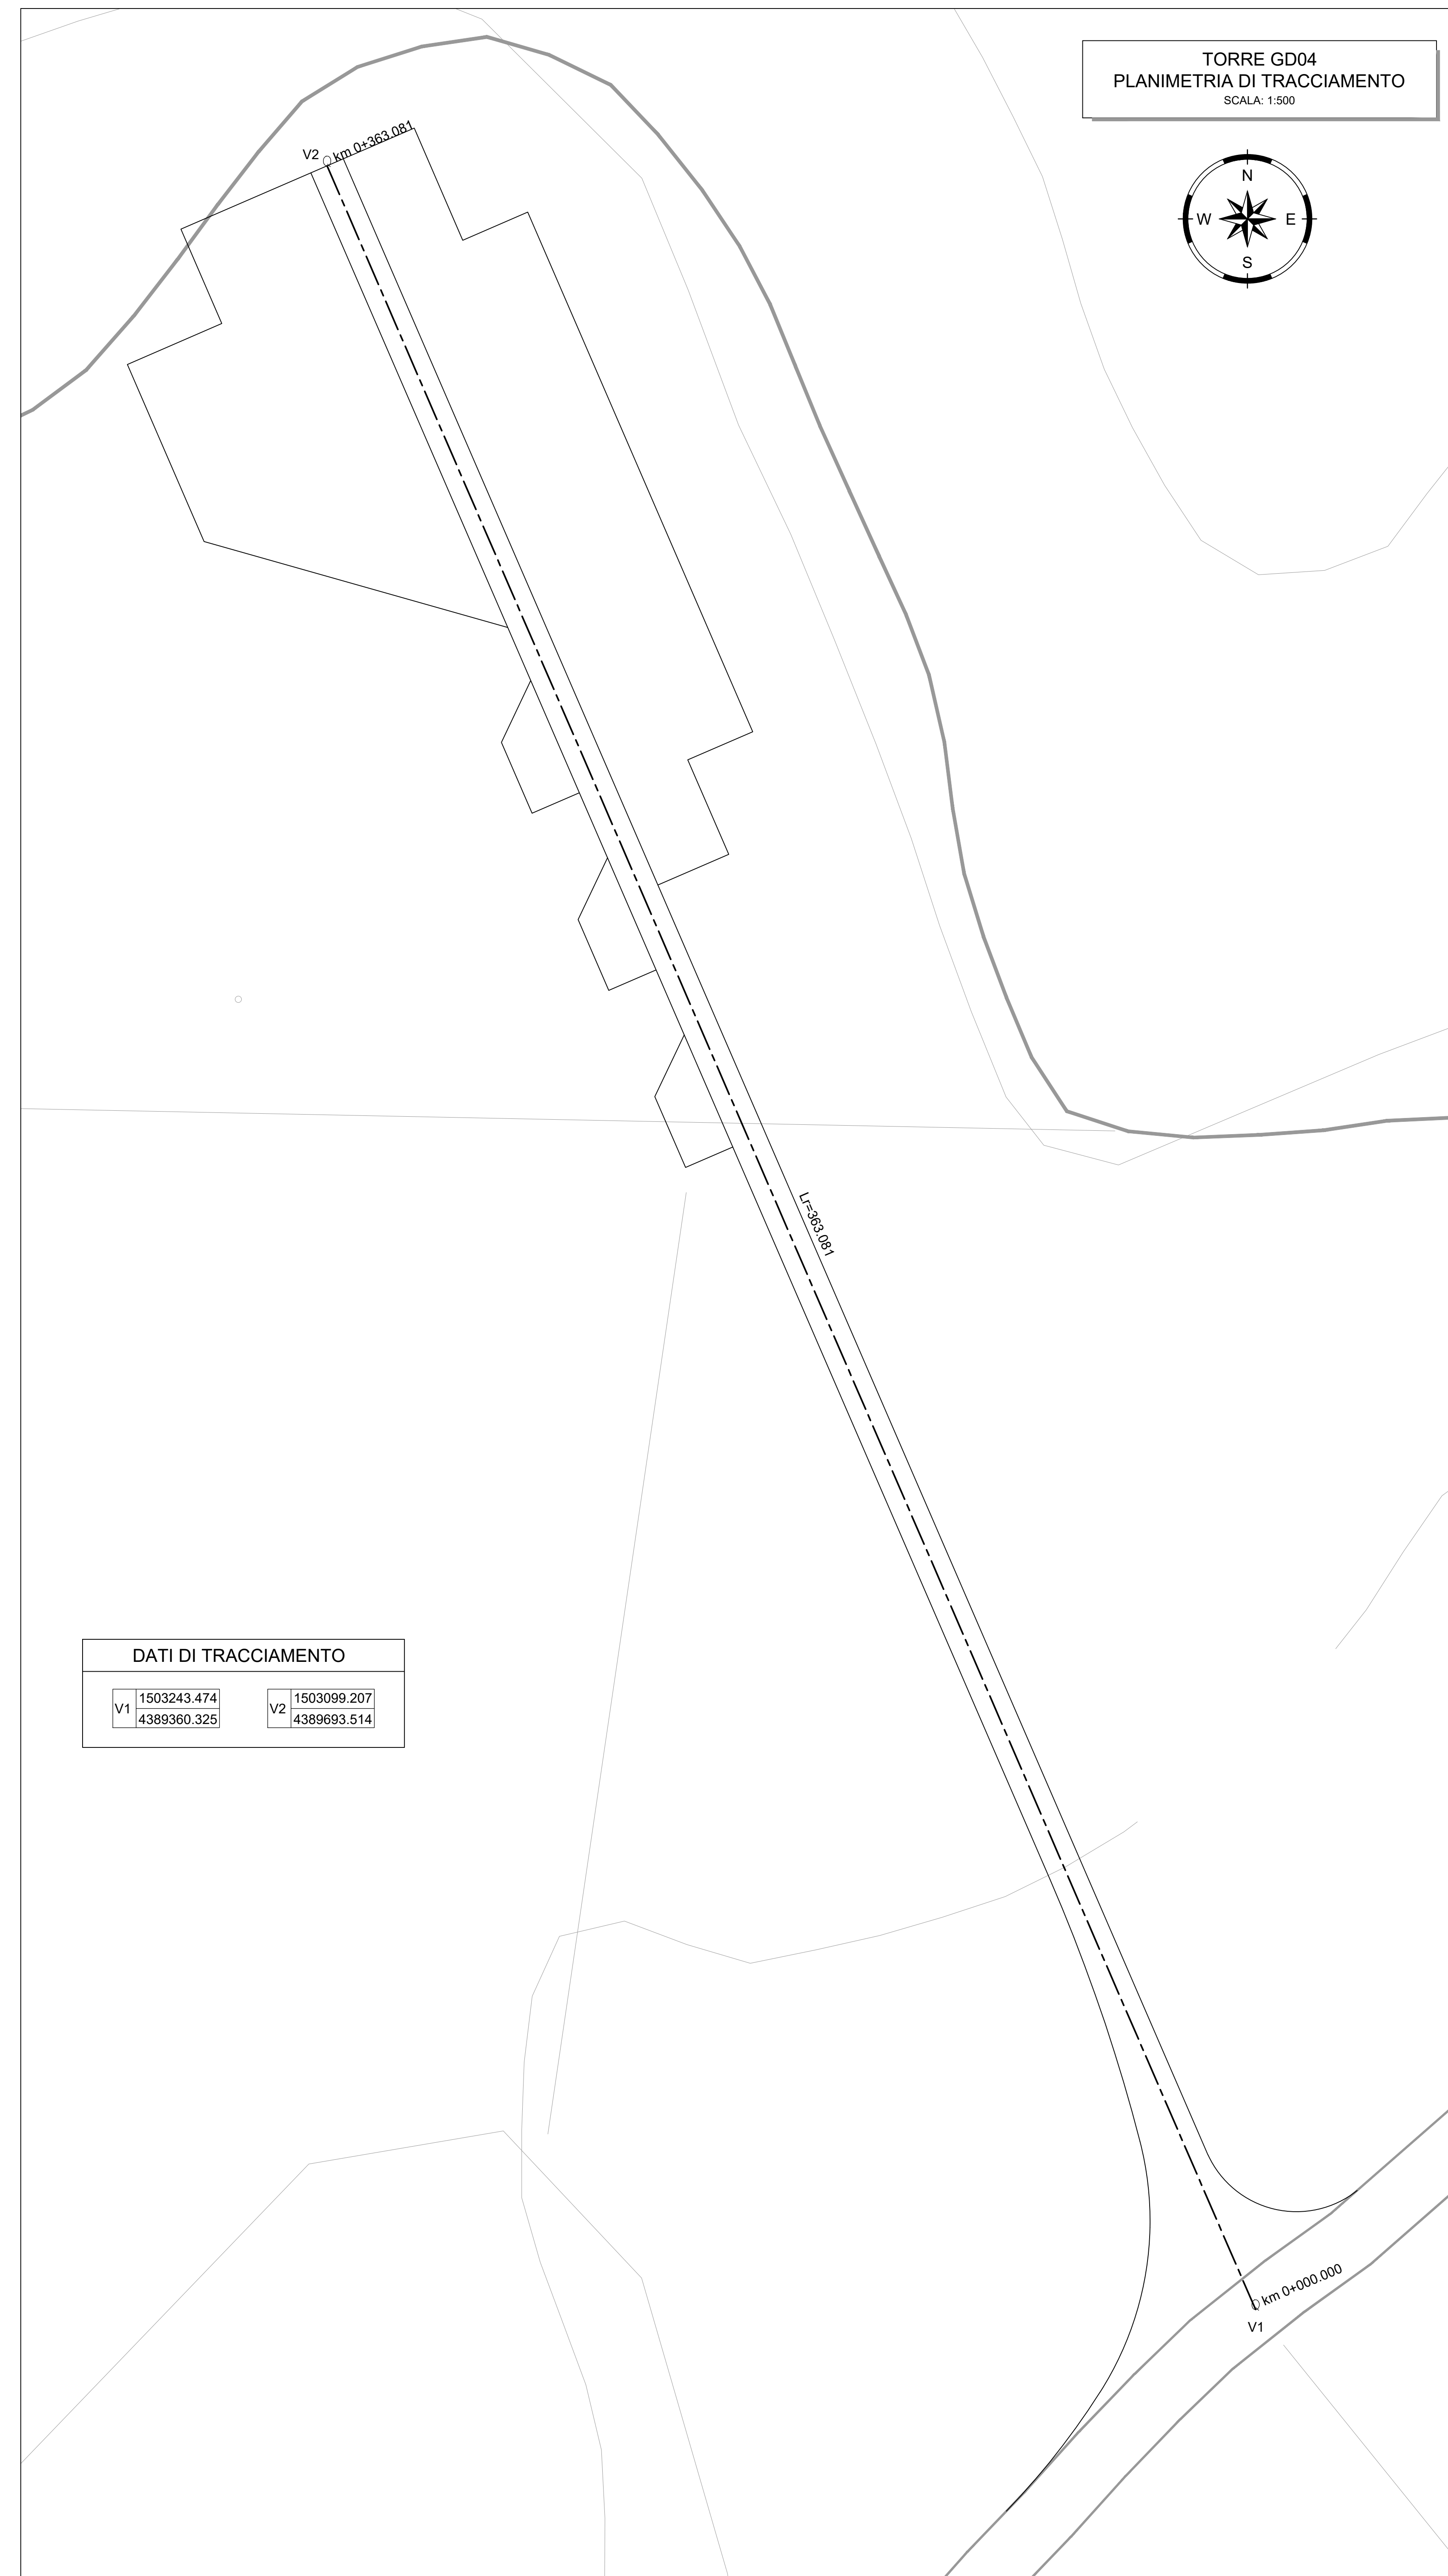 TORRE GD04
PLANIMETRIA DI TRACCIAMENTO
SCALA: 1:500
N
W E
S
V2 km 0+363.081
Lr=363.081
DATI DI TRACCIAMENTO
V1 1503243.474 4389360.325
V2 1503099.207 4389693.514
km 0+000.000
V1